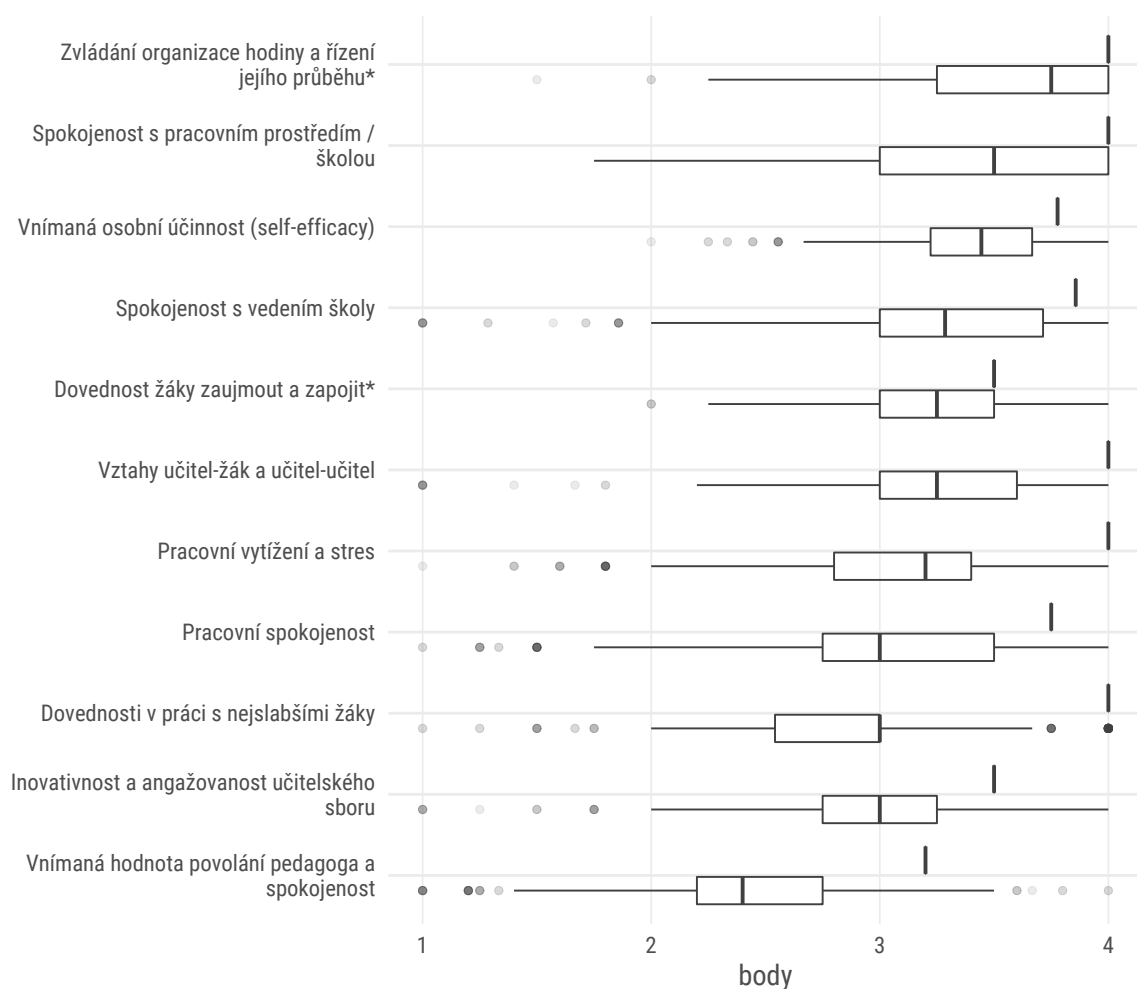 Zvládání organizace hodiny a řízení
jejího průběhu*
Spokojenost s pracovním prostředím /
školou
Vnímaná osobní účinnost (self-efficacy)
Spokojenost s vedením školy
Dovednost žáky zaujmout a zapojit*
Vztahy učitel-žák a učitel-učitel
Pracovní vytížení a stres
Pracovní spokojenost
Dovednosti v práci s nejslabšími žáky
Inovativnost a angažovanost učitelského
sboru
Vnímaná hodnota povolání pedagoga a
spokojenost
1 2 3 4
body